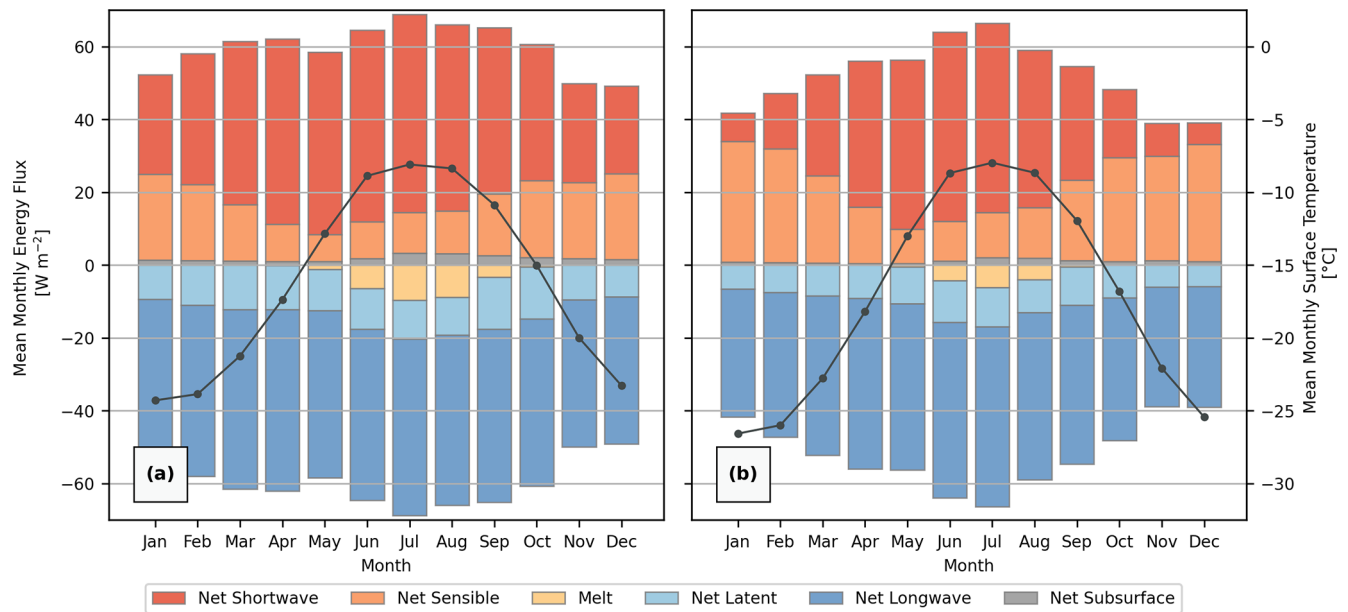 Mean Monthly Energy Flux
[W m−2]
60
40
20
0
−20
−40
−60
(a)
Jan Feb Mar Apr May Jun Jul Aug Sep Oct Nov Dec
Month
(b)
Jan Feb Mar Apr May Jun Jul Aug Sep Oct Nov Dec
Month
0
−5
−10
−15
−20
−25
−30
Mean Monthly Surface Temperature
[°C]
Net Shortwave Net Sensible Melt Net Latent Net Longwave Net Subsurface